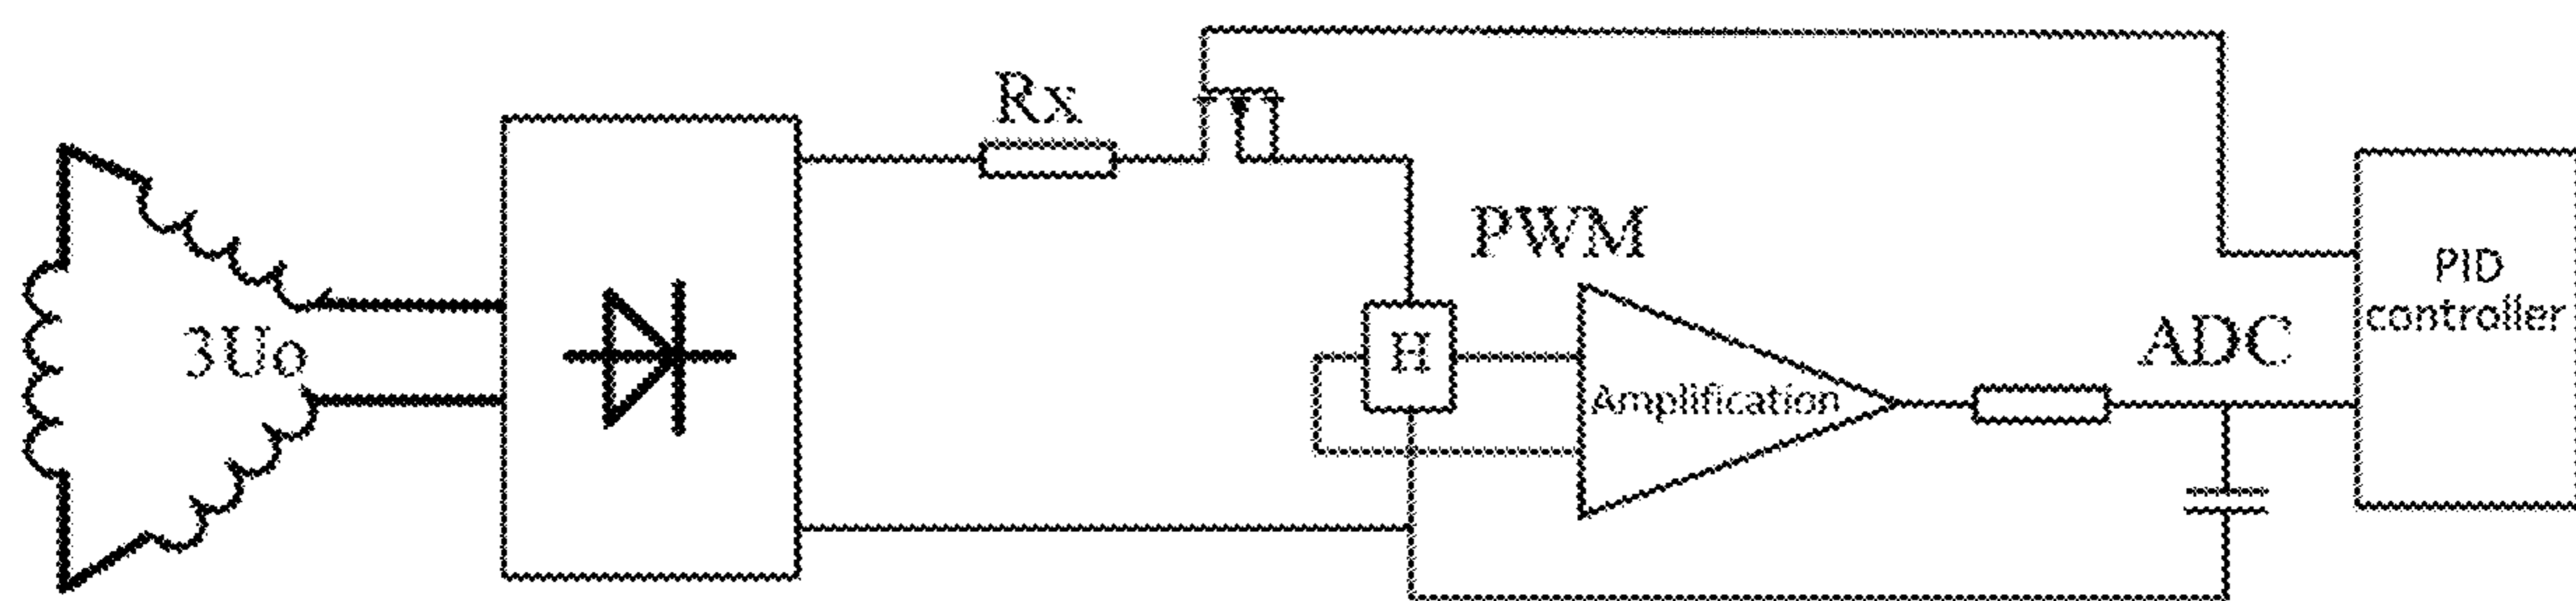 Rx
PWM
PID
controller
3Uo
H
ADC
Amplification